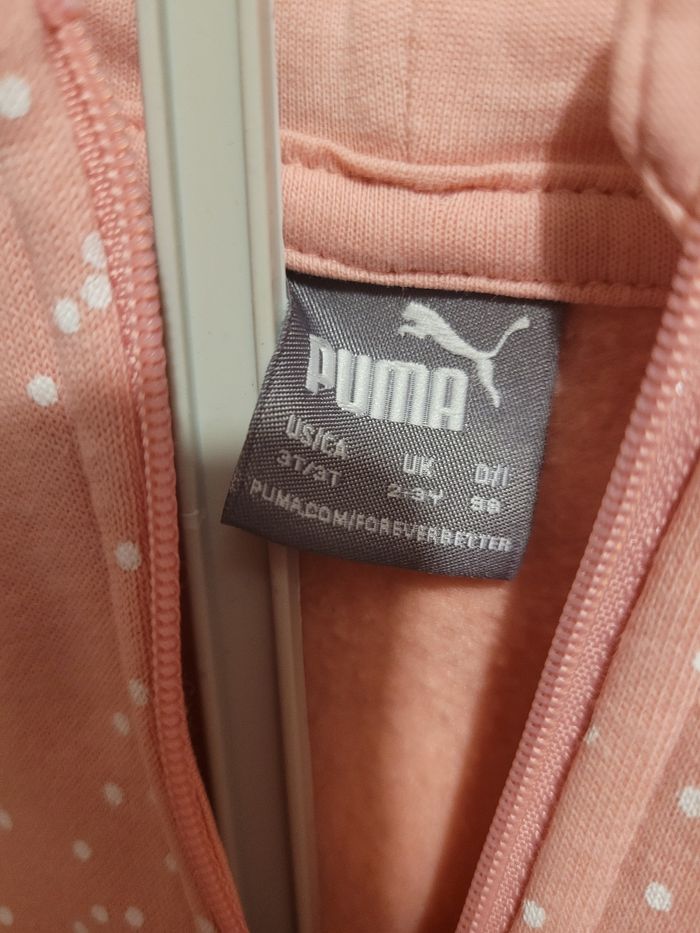 PUMA
US/CA UK D/I
3T/3T 2-3Y 98
PUMA.COM/FOREVERBETTER